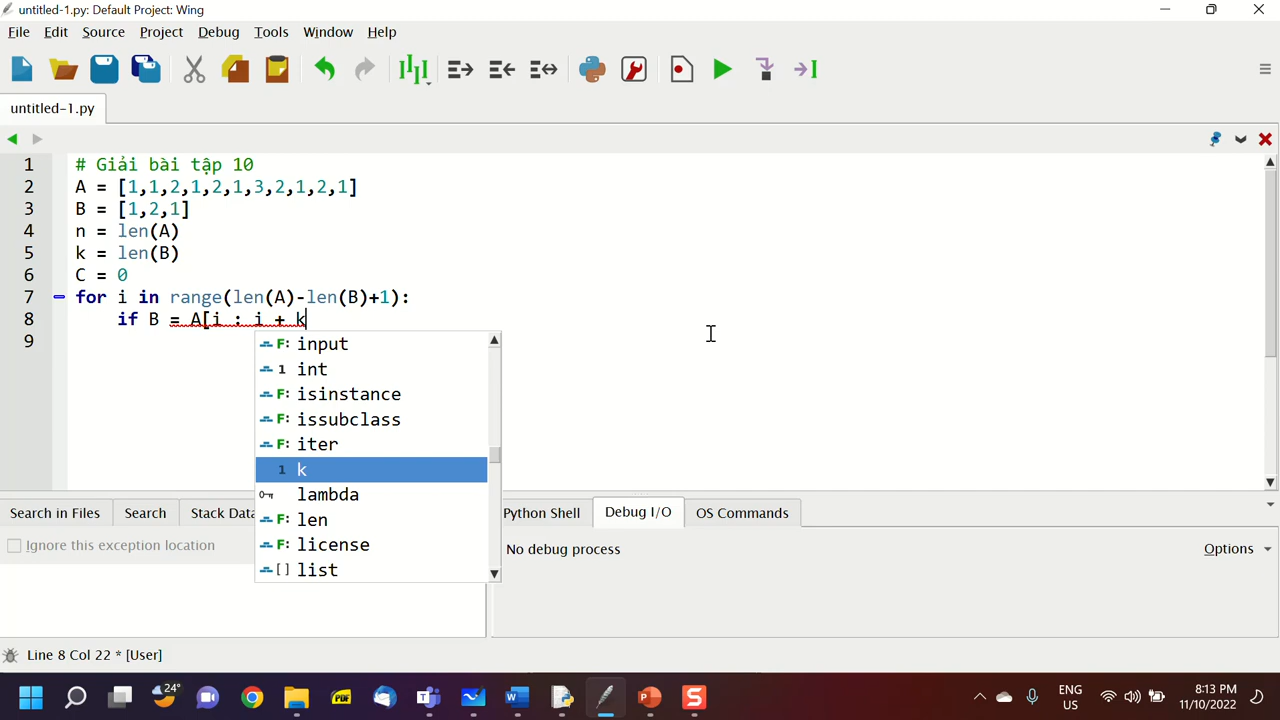 untitled-1.py: Default Project: Wing
File Edit Source Project Debug Tools Window Help
untitled-1.py
1 # Giải bài tập 10
2 A = [1,1,2,1,2,1,3,2,1,2,1]
3 B = [1,2,1]
4 n = len(A)
5 k = len(B)
6 C = 0
7 for i in range(len(A)-len(B)+1):
8 if B = A[i : i + k
9
F: input
1 int
F: isinstance
F: issubclass
F: iter
1 k
lambda
F: len
F: license
[] list
Search in Files Search Stack Data Python Shell Debug I/O OS Commands
Ignore this exception location
No debug process Options
Line 8 Col 22 * [User]
24°
PDF
ENG
US
8:13 PM
11/10/2022